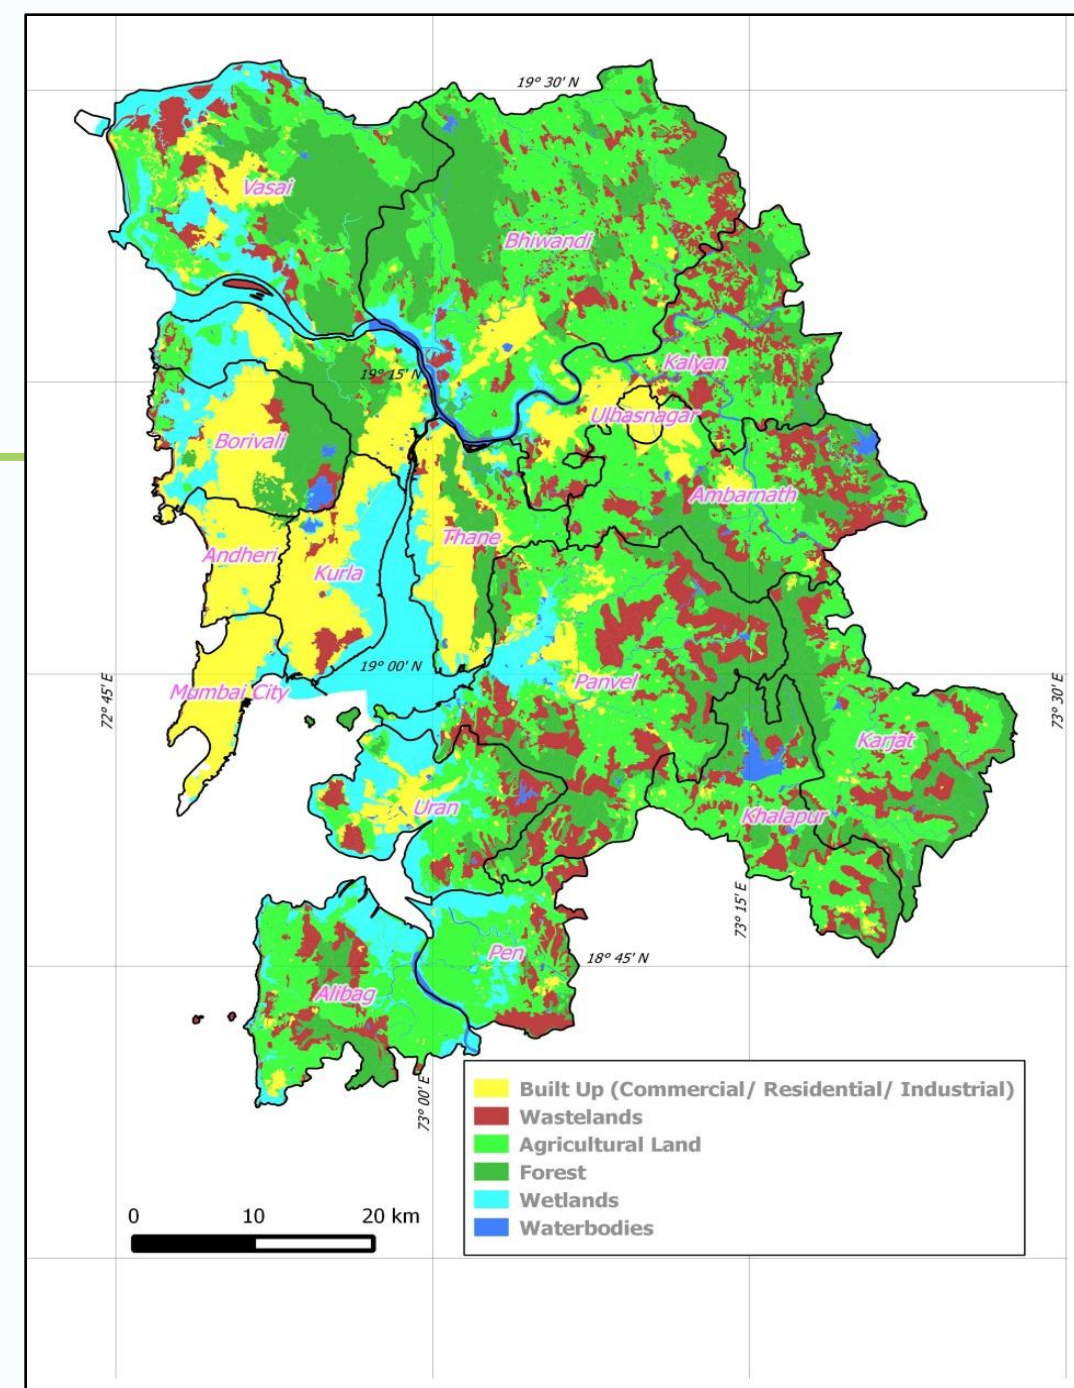 19° 30' N
Vasai
Bhiwandi
Kalyan
19° 15' N
Ulhasnagar
Borivali
Ambarnath
Thane
Andheri
Kurla
19° 00' N
Panvel
Mumbai City
72° 45' E
73° 30' E
Karjat
Uran
Khalapur
73° 15' E
Pen
18° 45' N
Alibag
73° 00' E
Built Up (Commercial/ Residential/ Industrial)
Wastelands
Agricultural Land
Forest
Wetlands
Waterbodies
0 10 20 km